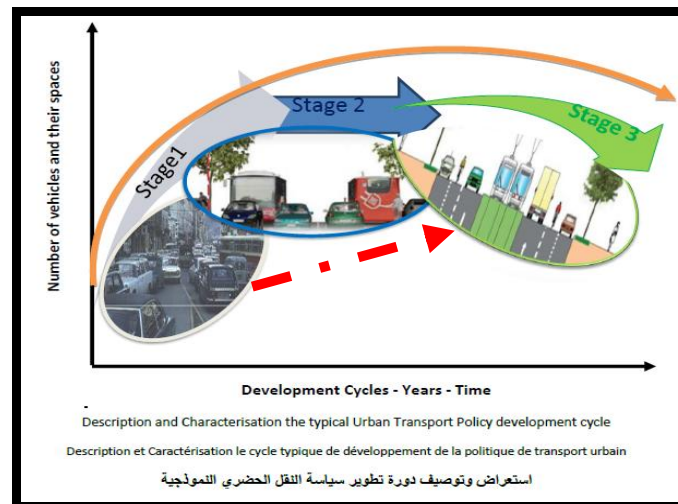 Number of vehicles and their spaces
Stage1
Stage 2
Stage 3
Development Cycles - Years - Time
-
Description and Characterisation the typical Urban Transport Policy development cycle
Description et Caractérisation le cycle typique de développement de la politique de transport urbain
استعراض وتوصيف دورة تطوير سياسة النقل الحضري النموذجية